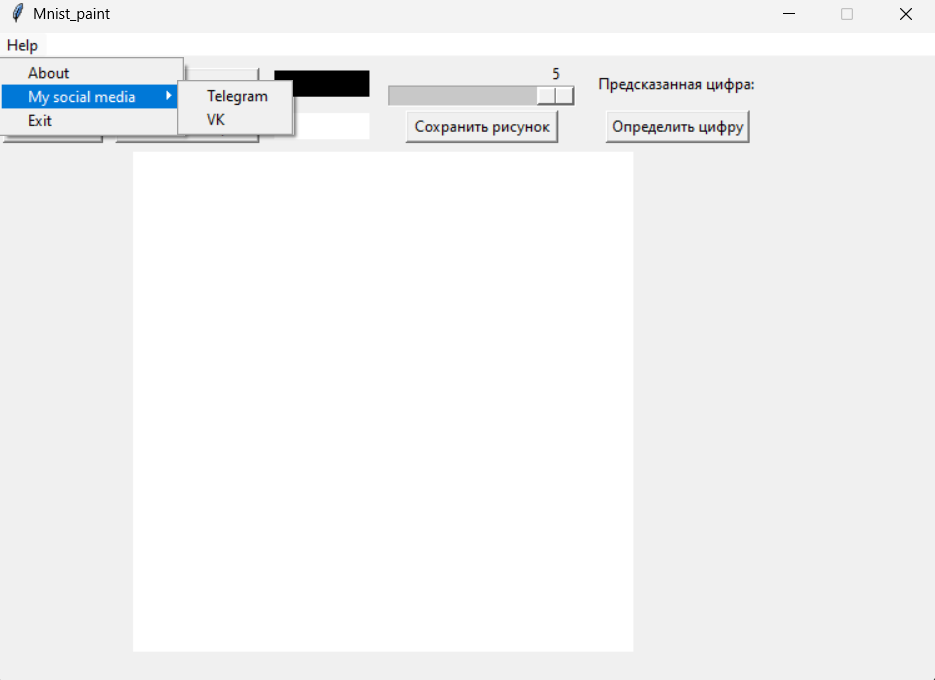 Mnist_paint
Help
About
My social media
Exit
Telegram
VK
5
Предсказанная цифра:
Сохранить рисунок
Определить цифру